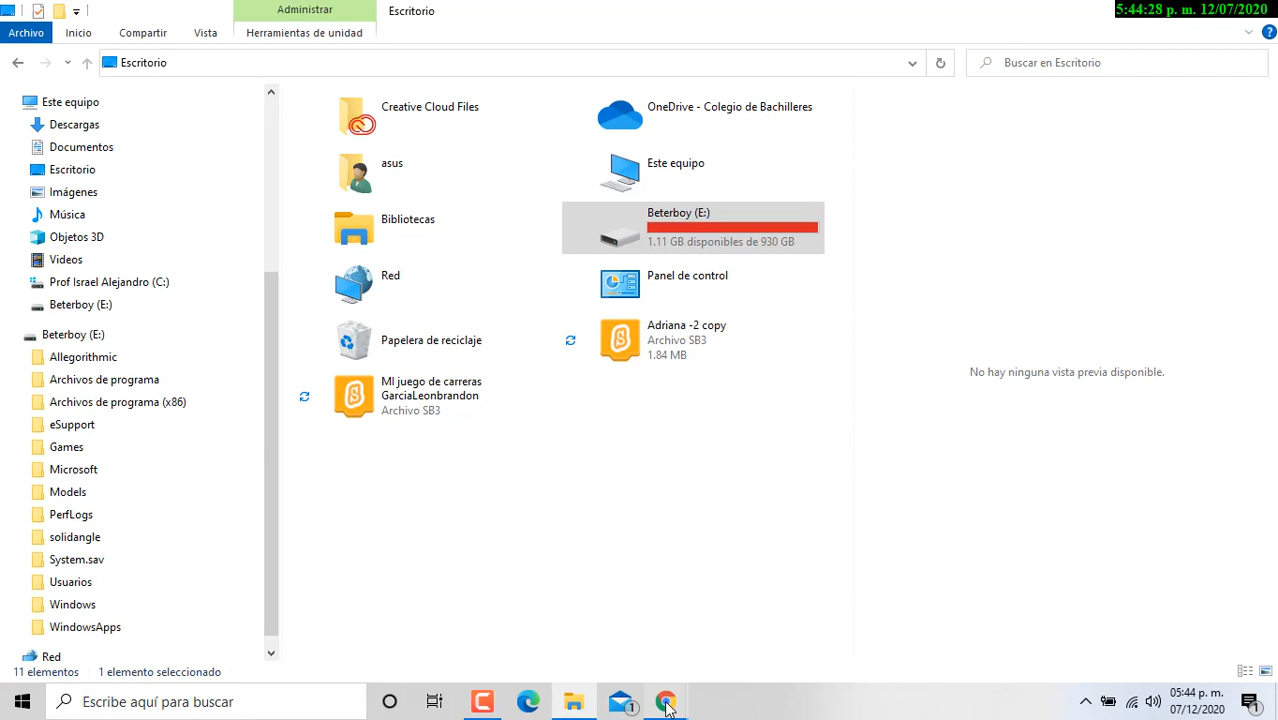 Administrar
Escritorio
5:44:28 p. m. 12/07/2020
Archivo
Inicio
Compartir
Vista
Herramientas de unidad
Escritorio
Buscar en Escritorio
Este equipo
Descargas
Documentos
Escritorio
Imágenes
Música
Objetos 3D
Videos
Prof Israel Alejandro (C:)
Beterboy (E:)
Beterboy (E:)
Allegorithmic
Archivos de programa
Archivos de programa (x86)
eSupport
Games
Microsoft
Models
PerfLogs
solidangle
System.sav
Usuarios
Windows
WindowsApps
Red
Creative Cloud Files
OneDrive - Colegio de Bachilleres
asus
Este equipo
Bibliotecas
Beterboy (E:)
1.11 GB disponibles de 930 GB
Red
Panel de control
Papelera de reciclaje
Adriana -2 copy
Archivo SB3
1.84 MB
MI juego de carreras
GarciaLeonbrandon
Archivo SB3
No hay ninguna vista previa disponible.
11 elementos
1 elemento seleccionado
Escribe aquí para buscar
1
05:44 p. m.
07/12/2020
1